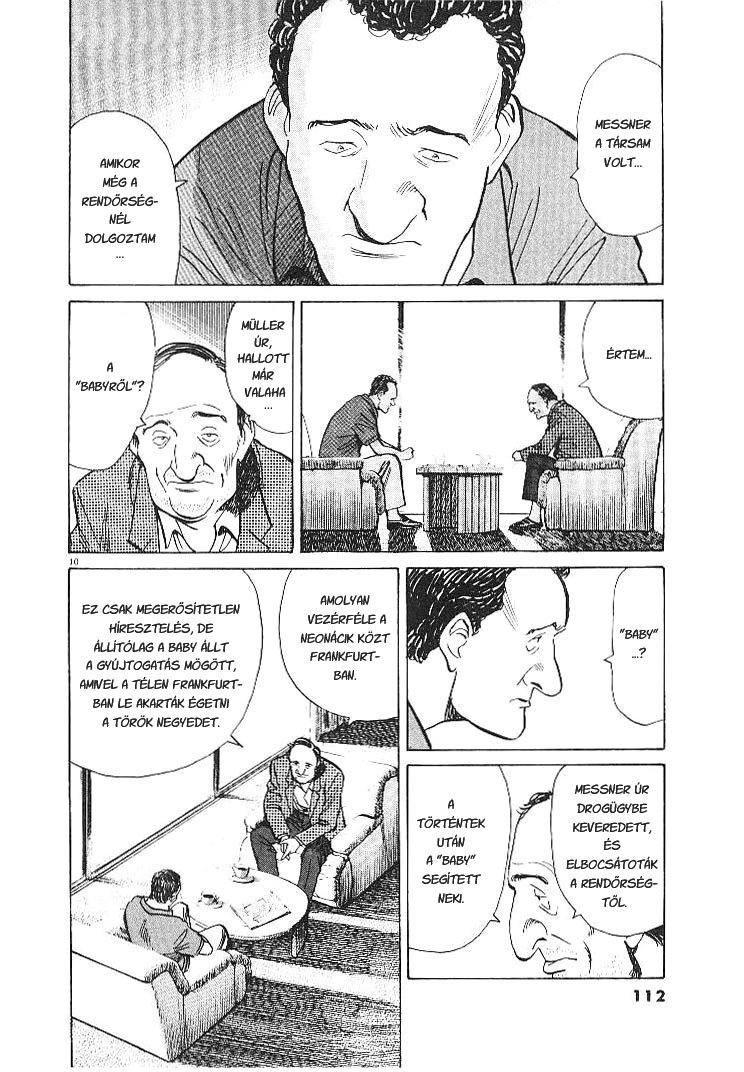 MESSNER
A TÁRSAM
VOLT...
AMIKOR
MÉG A
RENDŐRSÉG-
NÉL
DOLGOZTAM
...
ÉRTEM...
MÜLLER
ÚR,
HALLOTT
MÁR
VALAHA
...
A
"BABYRŐL"?
10
"BABY"
...?
AMOLYAN
VEZÉRFÉLE A
NEONÁCIK KÖZT
FRANKFURT-
BAN.
EZ CSAK MEGERŐSÍTETLEN
HÍRESZTELÉS, DE
ÁLLÍTÓLAG A BABY ÁLLT
A GYÚJTOGATÁS MÖGÖTT,
AMIVEL A TÉLEN FRANKFURT-
BAN LE AKARTÁK ÉGETNI
A TÖRÖK NEGYEDET.
MESSNER ÚR
DROGÜGYBE
KEVEREDETT,
ÉS
ELBOCSÁTOTÁK
A RENDŐRSÉG-
TŐL.
A
TÖRTÉNTEK
UTÁN
A "BABY"
SEGÍTETT
NEKI.
112